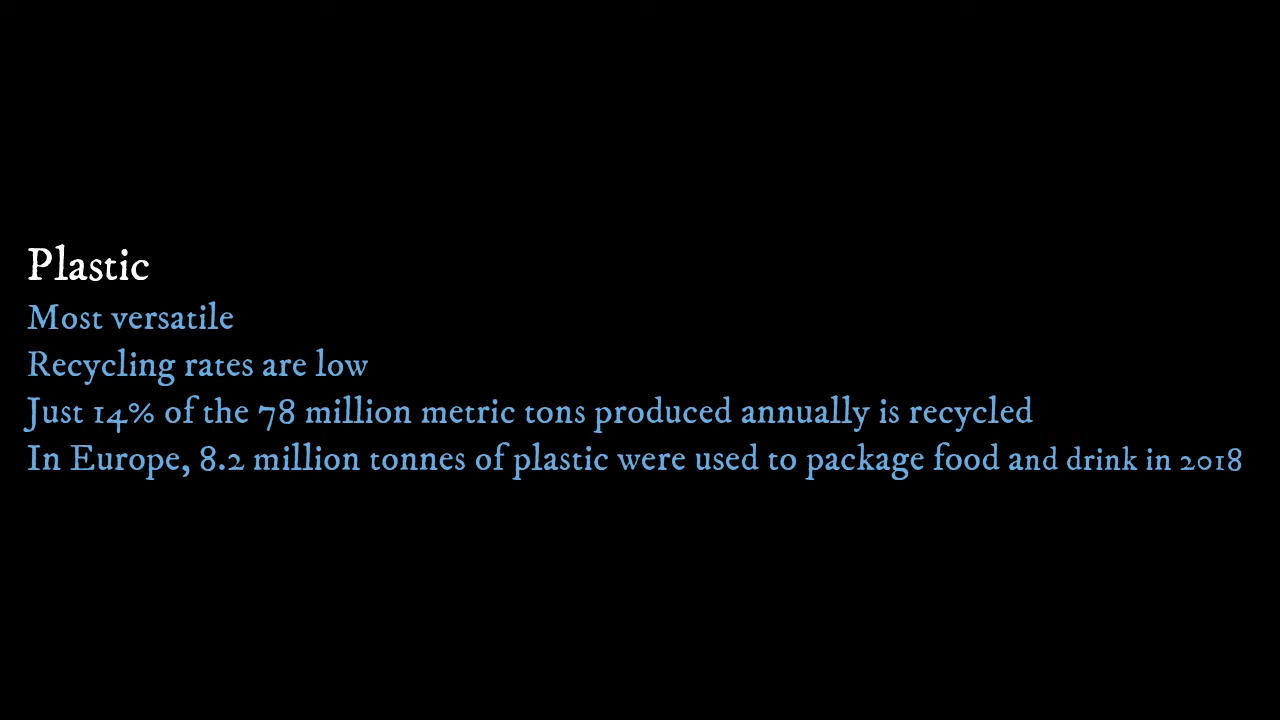 Plastic
Most versatile
Recycling rates are low
Just 14% of the 78 million metric tons produced annually is recycled
In Europe, 8.2 million tonnes of plastic were used to package food and drink in 2018